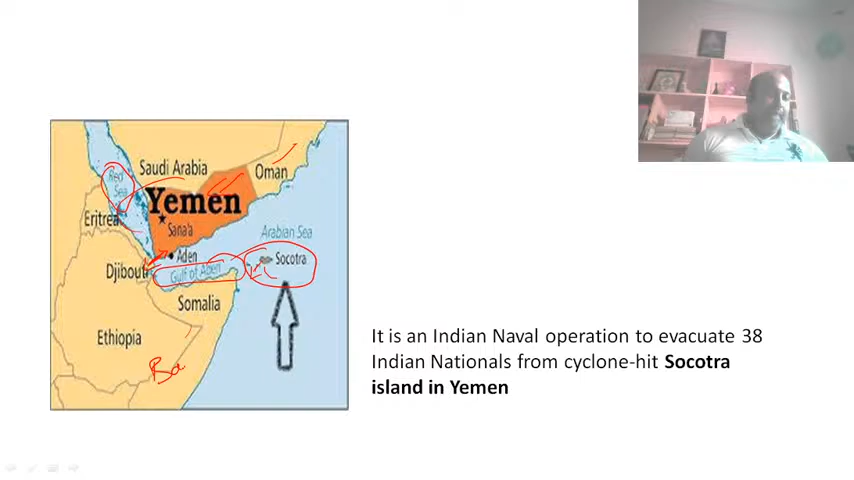 Saudi Arabia
Oman
Red
Sea
Yemen
Eritrea
Sana'a
Arabian Sea
Aden
Socotra
Djibouti
Gulf of Aden
Somalia
Ethiopia
Ba
It is an Indian Naval operation to evacuate 38
Indian Nationals from cyclone-hit Socotra
island in Yemen